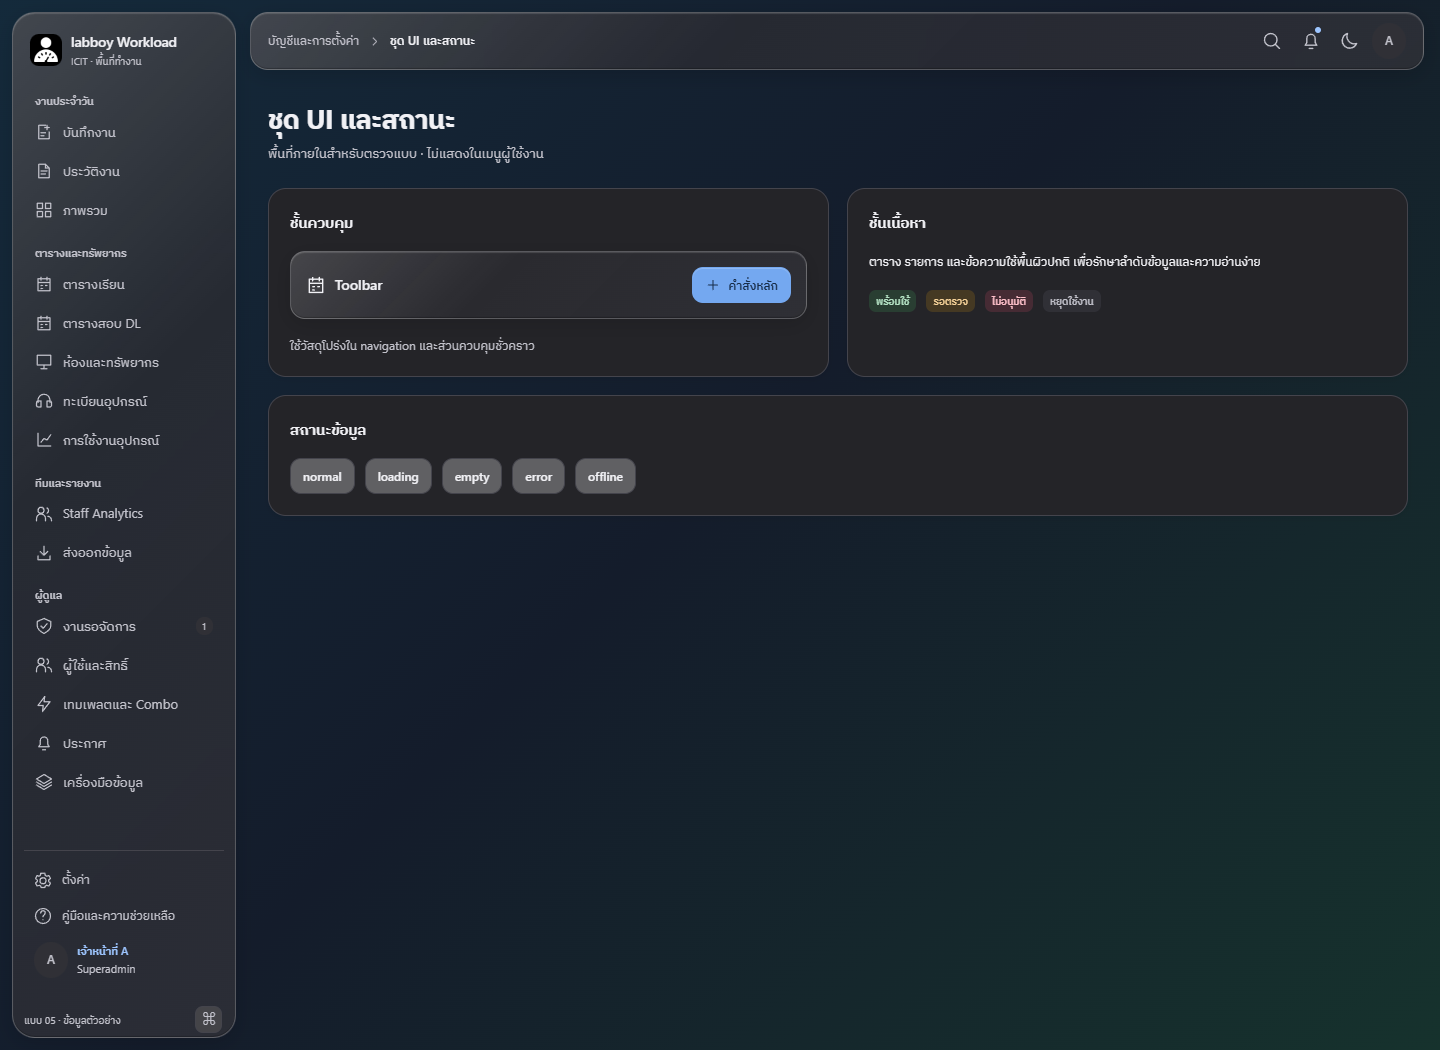 labboy Workload
ICIT · พื้นที่ทำงาน
งานประจำวัน
บันทึกงาน
ประวัติงาน
ภาพรวม
ตารางและทรัพยากร
ตารางเรียน
ตารางสอบ DL
ห้องและทรัพยากร
ทะเบียนอุปกรณ์
การใช้งานอุปกรณ์
ทีมและรายงาน
Staff Analytics
ส่งออกข้อมูล
ผู้ดูแล
งานรอจัดการ 1
ผู้ใช้และสิทธิ์
เทมเพลตและ Combo
ประกาศ
เครื่องมือข้อมูล
ตั้งค่า
คู่มือและความช่วยเหลือ
A
เจ้าหน้าที่ A
Superadmin
แบบ 05 · ข้อมูลตัวอย่าง
บัญชีและการตั้งค่า > ชุด UI และสถานะ
A
ชุด UI และสถานะ
พื้นที่ภายในสำหรับตรวจแบบ · ไม่แสดงในเมนูผู้ใช้งาน
ชั้นควบคุม
Toolbar
+ คำสั่งหลัก
ใช้วัสดุโปร่งใน navigation และส่วนควบคุมชั่วคราว
ชั้นเนื้อหา
ตาราง รายการ และข้อความใช้พื้นผิวปกติ เพื่อรักษาลำดับข้อมูลและความอ่านง่าย
พร้อมใช้ รอตรวจ ไม่อนุมัติ หยุดใช้งาน
สถานะข้อมูล
normal loading empty error offline